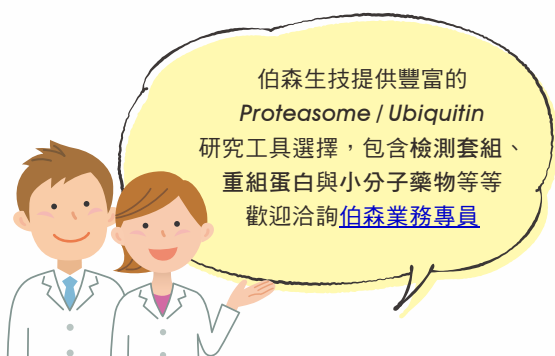 伯森生技提供豐富的
Proteasome / Ubiquitin
研究工具選擇，包含檢測套組、
重組蛋白與小分子藥物等等
歡迎洽詢伯森業務專員